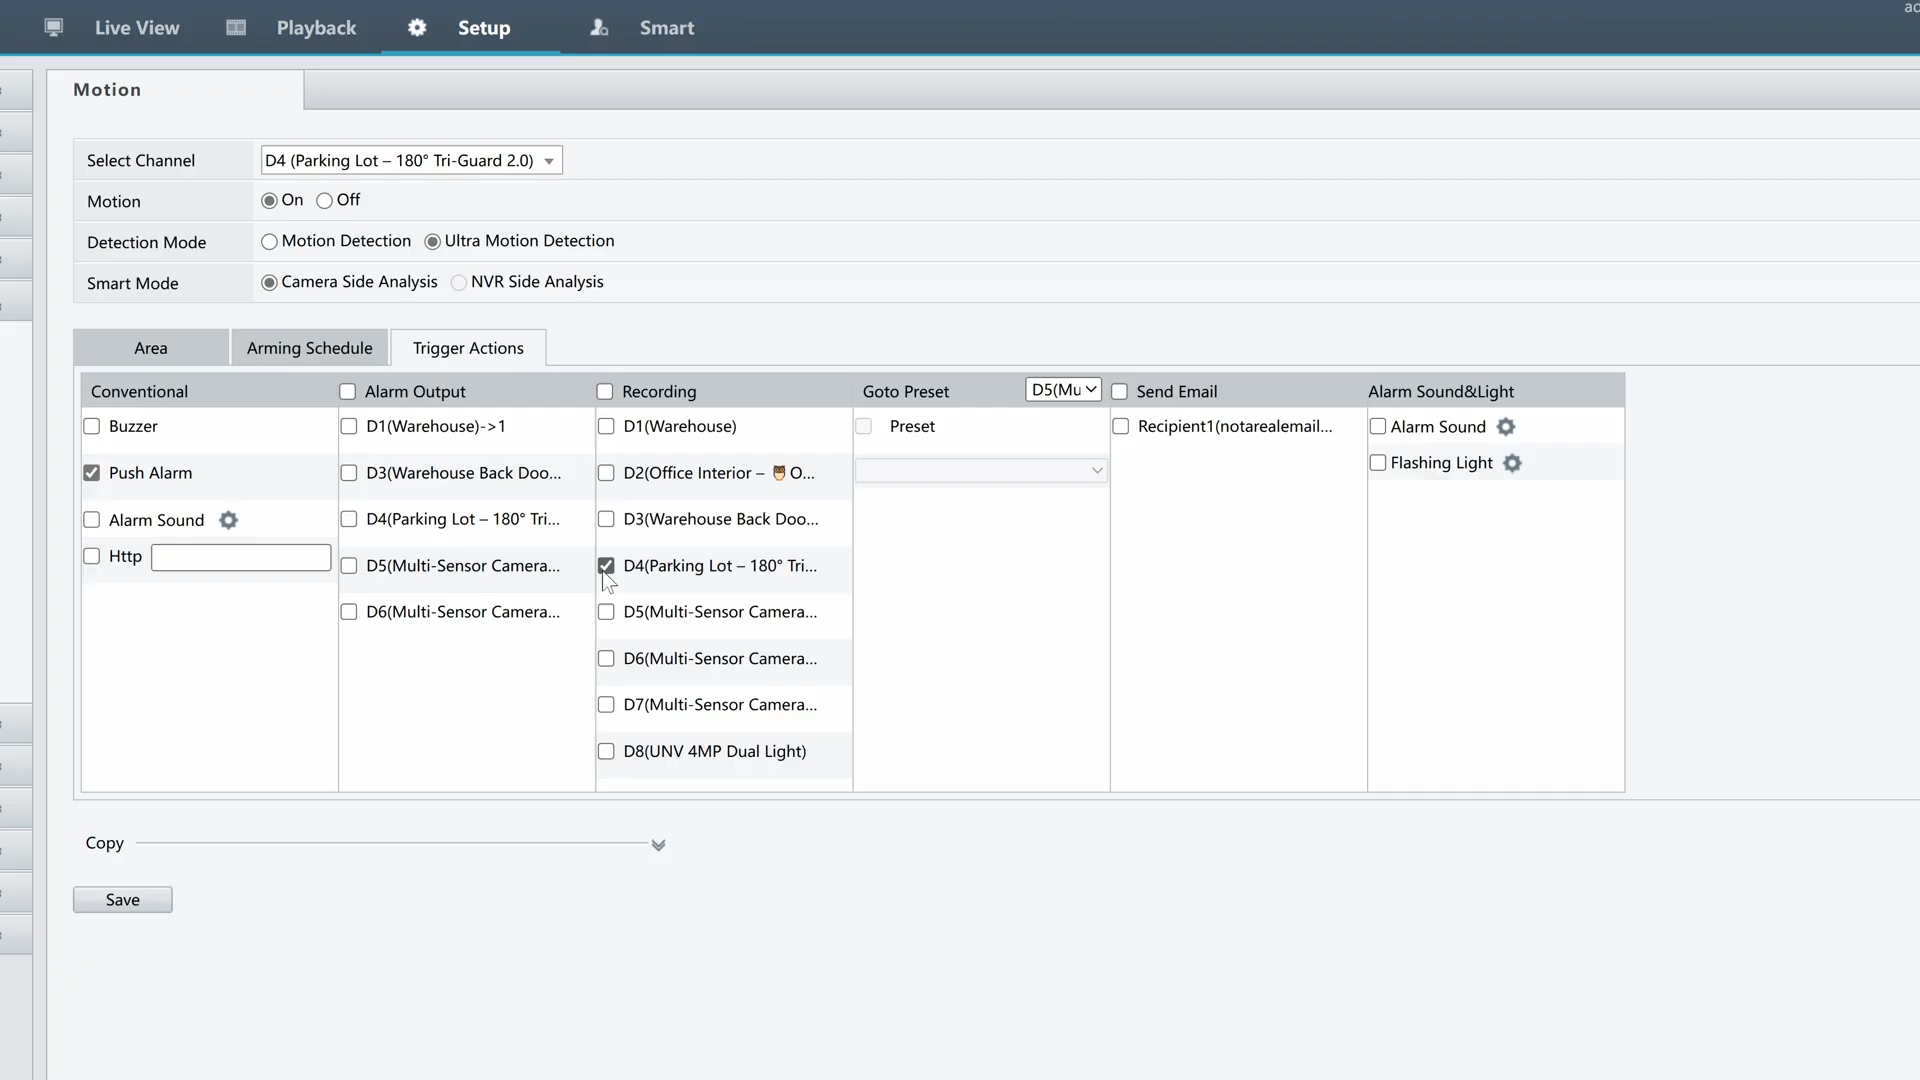 Live View Playback Setup Smart
Motion
Select Channel D4 (Parking Lot – 180° Tri-Guard 2.0)
Motion On Off
Detection Mode Motion Detection Ultra Motion Detection
Smart Mode Camera Side Analysis NVR Side Analysis
Area Arming Schedule Trigger Actions
Conventional Alarm Output Recording Goto Preset D5(Mu Send Email Alarm Sound&Light
Buzzer D1(Warehouse)->1 D1(Warehouse) Preset Recipient1(notarealemail... Alarm Sound
Flashing Light
Push Alarm D3(Warehouse Back Doo... D2(Office Interior – 🦉O...
Alarm Sound D4(Parking Lot – 180° Tri... D3(Warehouse Back Doo...
Http D5(Multi-Sensor Camera... D4(Parking Lot – 180° Tri...
D6(Multi-Sensor Camera... D5(Multi-Sensor Camera...
D6(Multi-Sensor Camera...
D7(Multi-Sensor Camera...
D8(UNV 4MP Dual Light)
Copy
Save